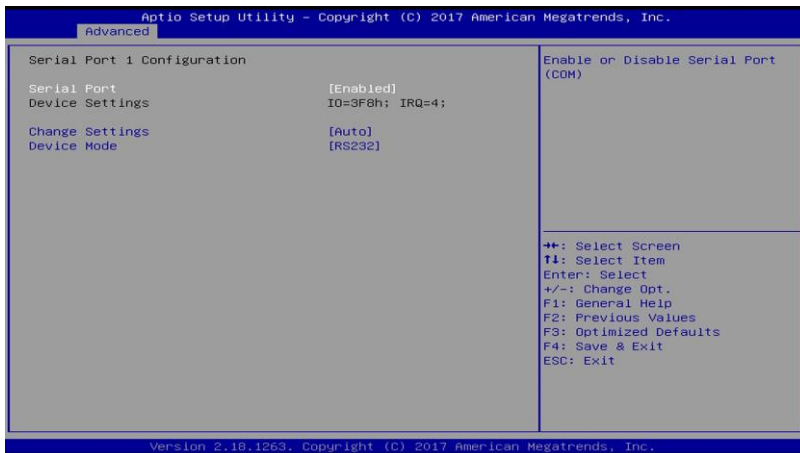 Aptio Setup Utility – Copyright (C) 2017 American Megatrends, Inc.
Advanced
Serial Port 1 Configuration
Serial Port [Enabled]
Device Settings IO=3F8h; IRQ=4;
Change Settings [Auto]
Device Mode [RS232]
Enable or Disable Serial Port
(COM)
→←: Select Screen
↑↓: Select Item
Enter: Select
+/-: Change Opt.
F1: General Help
F2: Previous Values
F3: Optimized Defaults
F4: Save & Exit
ESC: Exit
Version 2.18.1263. Copyright (C) 2017 American Megatrends, Inc.